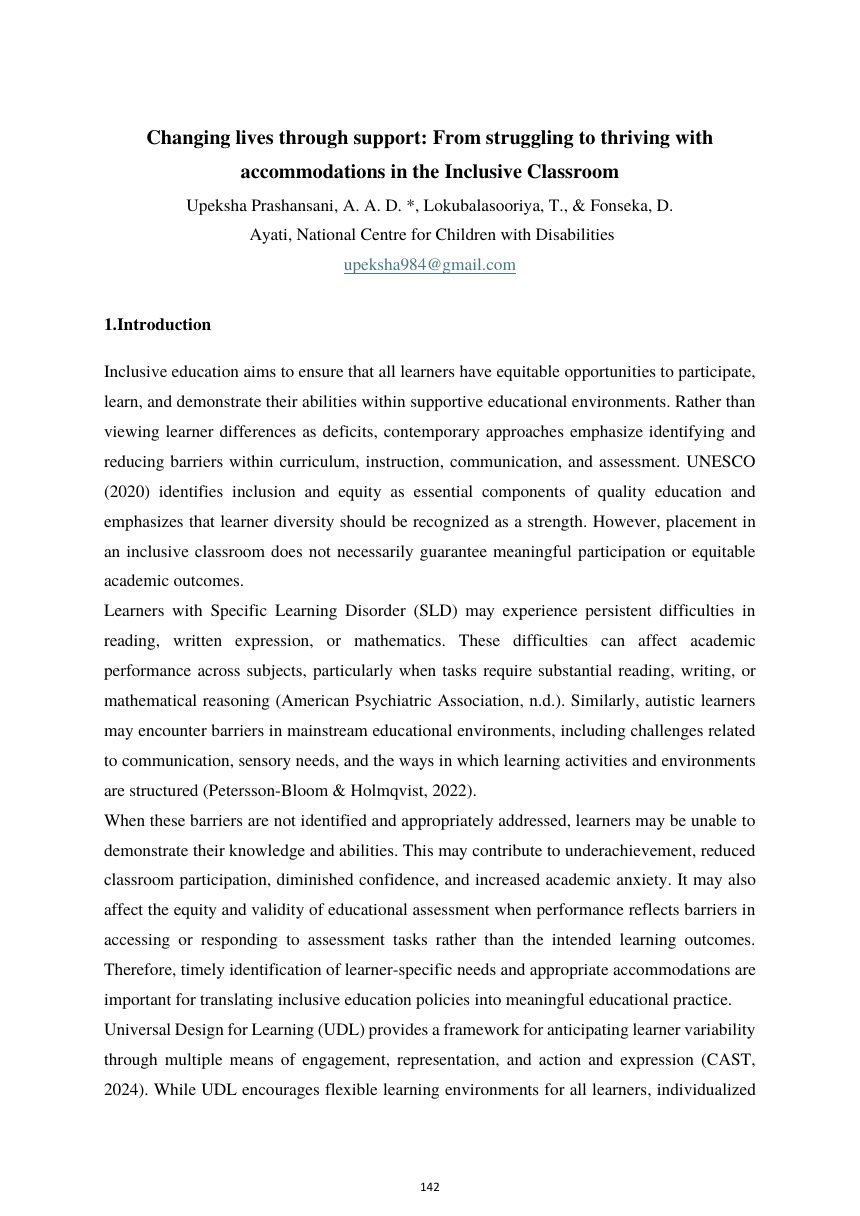 Changing lives through support: From struggling to thriving with
accommodations in the Inclusive Classroom
Upeksha Prashansani, A. A. D. *, Lokubalasooriya, T., & Fonseka, D.
Ayati, National Centre for Children with Disabilities
upeksha984@gmail.com
1.Introduction
Inclusive education aims to ensure that all learners have equitable opportunities to participate,
learn, and demonstrate their abilities within supportive educational environments. Rather than
viewing learner differences as deficits, contemporary approaches emphasize identifying and
reducing barriers within curriculum, instruction, communication, and assessment. UNESCO
(2020) identifies inclusion and equity as essential components of quality education and
emphasizes that learner diversity should be recognized as a strength. However, placement in
an inclusive classroom does not necessarily guarantee meaningful participation or equitable
academic outcomes.
Learners with Specific Learning Disorder (SLD) may experience persistent difficulties in
reading, written expression, or mathematics. These difficulties can affect academic
performance across subjects, particularly when tasks require substantial reading, writing, or
mathematical reasoning (American Psychiatric Association, n.d.). Similarly, autistic learners
may encounter barriers in mainstream educational environments, including challenges related
to communication, sensory needs, and the ways in which learning activities and environments
are structured (Petersson-Bloom & Holmqvist, 2022).
When these barriers are not identified and appropriately addressed, learners may be unable to
demonstrate their knowledge and abilities. This may contribute to underachievement, reduced
classroom participation, diminished confidence, and increased academic anxiety. It may also
affect the equity and validity of educational assessment when performance reflects barriers in
accessing or responding to assessment tasks rather than the intended learning outcomes.
Therefore, timely identification of learner-specific needs and appropriate accommodations are
important for translating inclusive education policies into meaningful educational practice.
Universal Design for Learning (UDL) provides a framework for anticipating learner variability
through multiple means of engagement, representation, and action and expression (CAST,
2024). While UDL encourages flexible learning environments for all learners, individualized
142